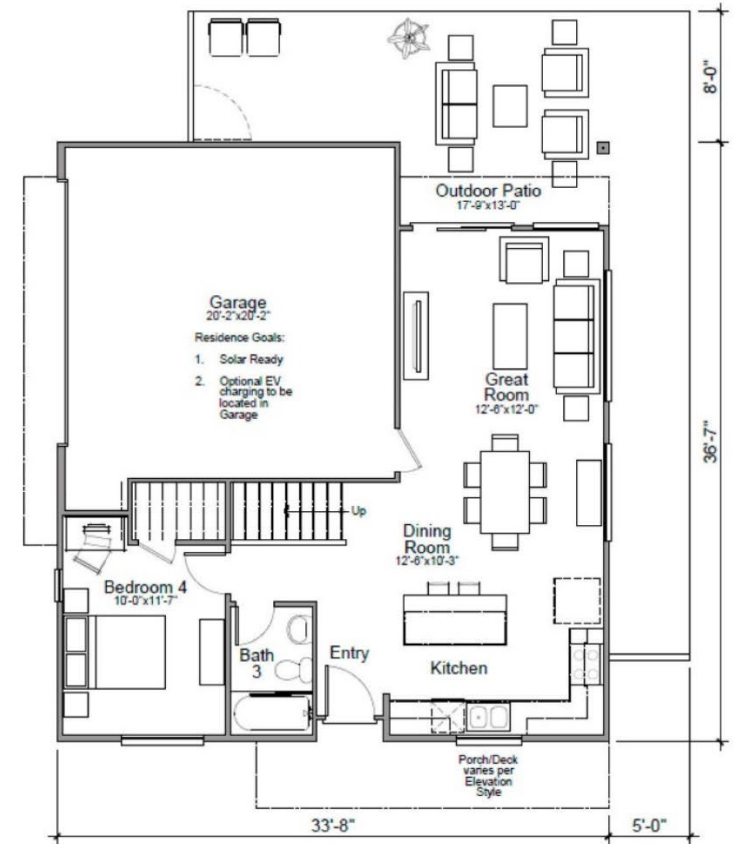 8'-0"
Outdoor Patio
17'-9"x13'-0"
Garage
20'-2"x20'-2"
Residence Goals:
1. Solar Ready
2. Optional EV
charging to be
located in
Garage
Great
Room
12'-6"x12'-0"
36'-7"
Up
Dining
Room
12'-6"x10'-3"
Bedroom 4
10'-0"x11'-7"
Bath
3
Entry
Kitchen
Porch/Deck
varies per
Elevation
Style
33'-8"
5'-0"